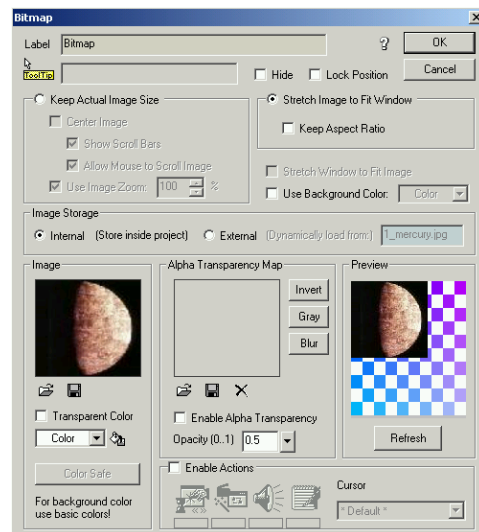 Bitmap
Label Bitmap ? OK
ToolTip Hide Lock Position Cancel
Keep Actual Image Size
Stretch Image to Fit Window
Center Image
Keep Aspect Ratio
Show Scroll Bars
Allow Mouse to Scroll Image
Use Image Zoom: 100 %
Stretch Window to Fit Image
Use Background Color: Color
Image Storage
Internal (Store inside project) External (Dynamically load from:) 1_mercury.jpg
Image
Alpha Transparency Map
Preview
Invert
Gray
Blur
Transparent Color
Color
Color Safe
For background color
use basic colors!
Enable Alpha Transparency
Opacity (0..1) 0.5
Refresh
Enable Actions
Cursor
* Default *